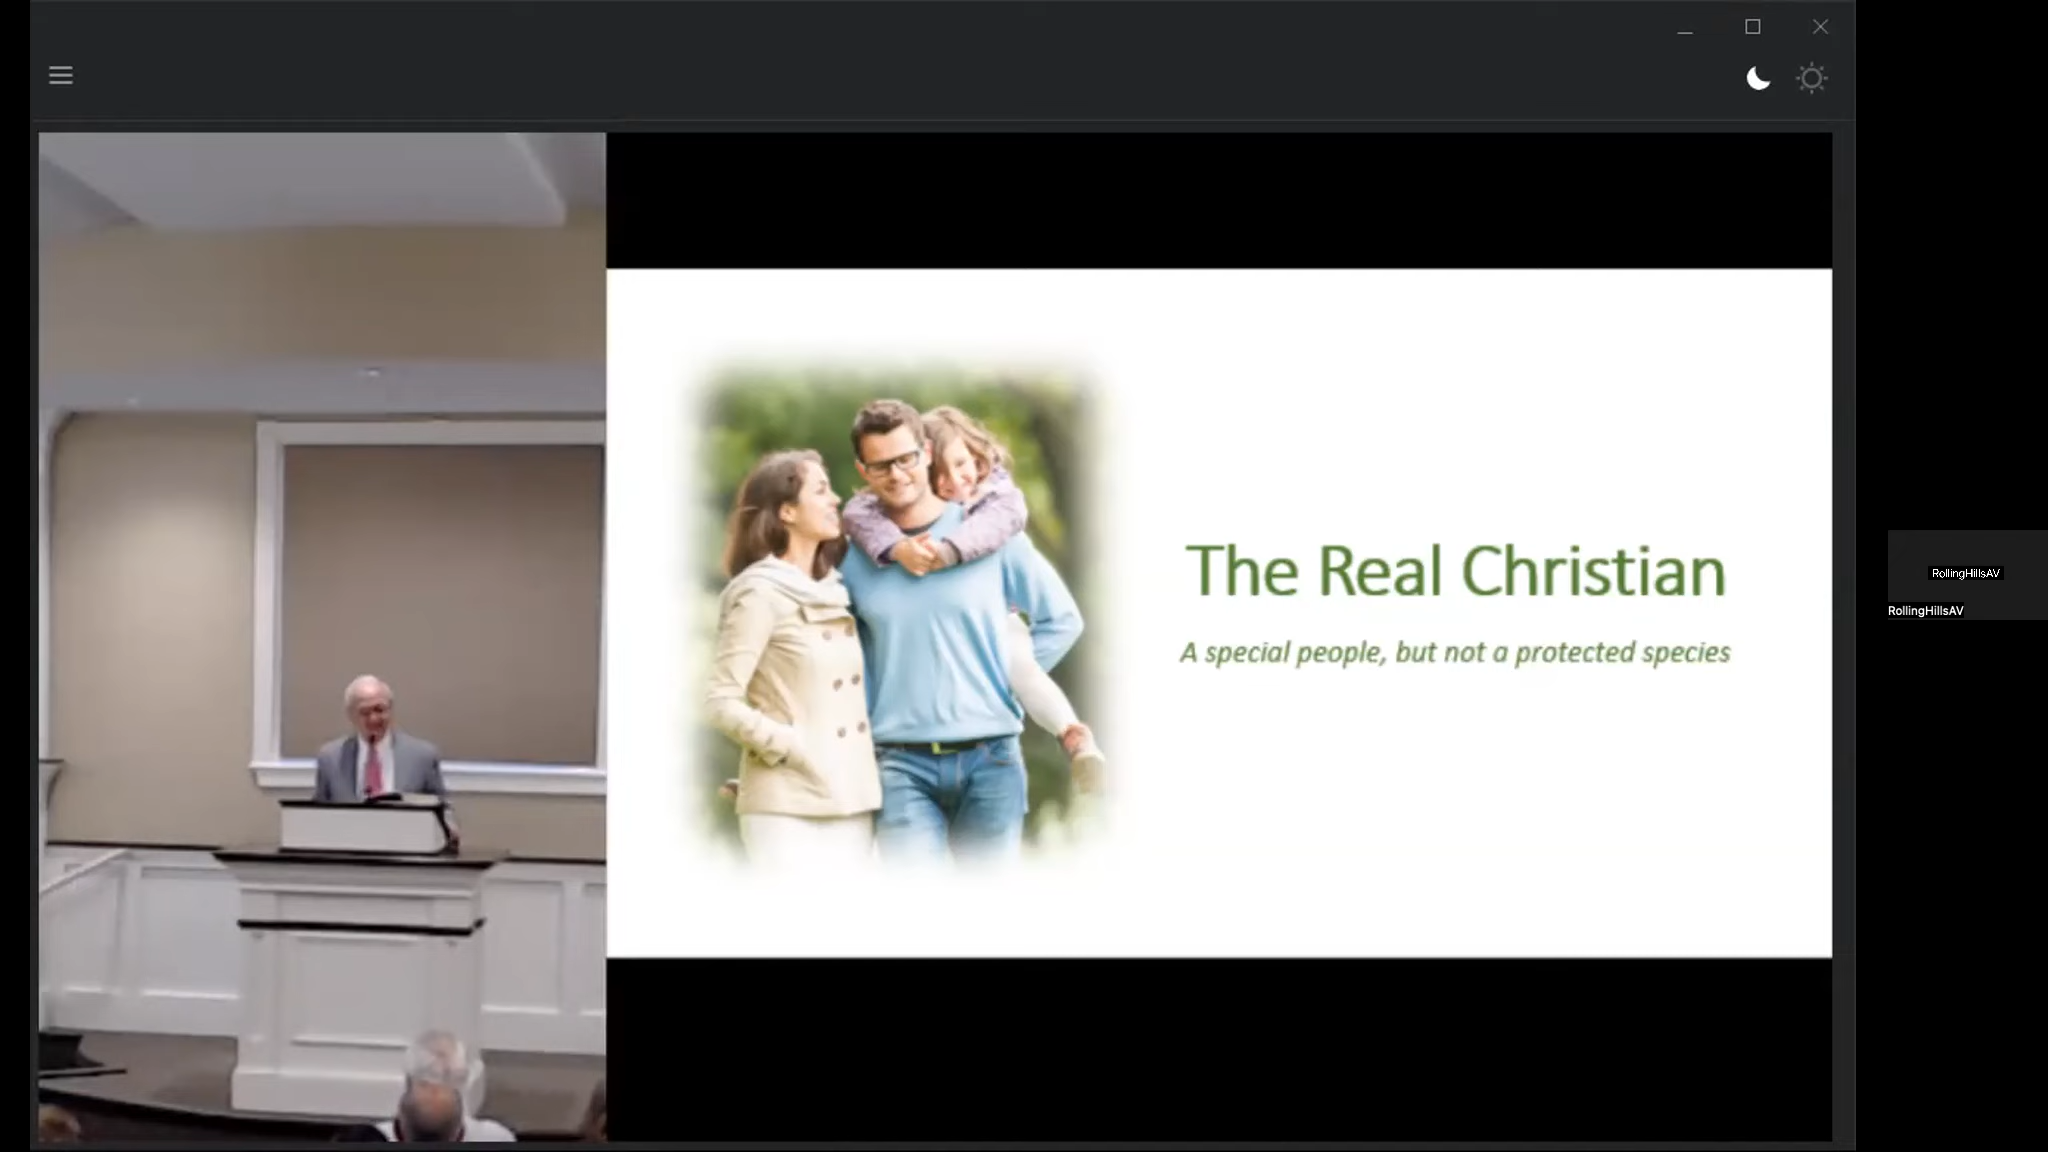 The Real Christian
A special people, but not a protected species
RollingHillsAV
RollingHillsAV